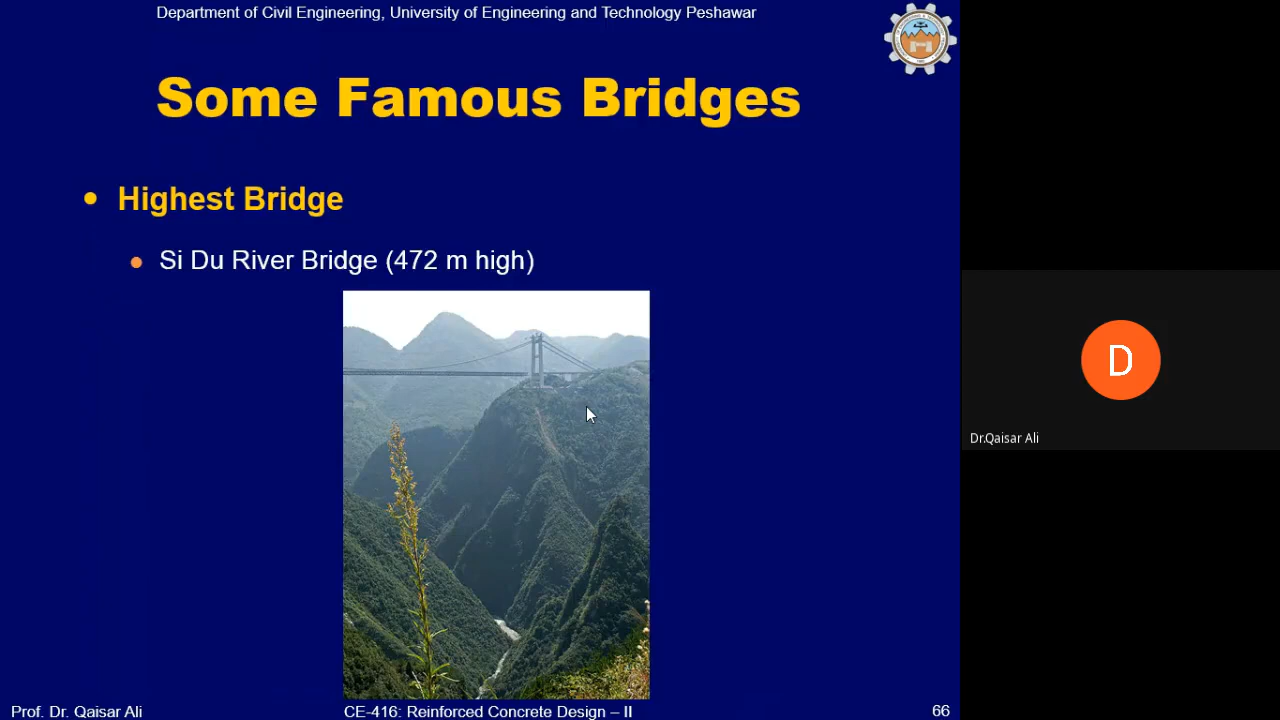 Department of Civil Engineering, University of Engineering and Technology Peshawar
Some Famous Bridges
• Highest Bridge
• Si Du River Bridge (472 m high)
D
Dr.Qaisar Ali
Prof. Dr. Qaisar Ali
CE-416: Reinforced Concrete Design – II
66